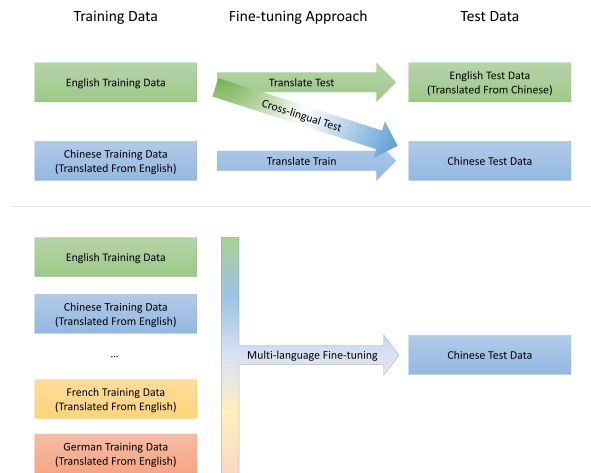 Training Data
Fine-tuning Approach
Test Data
English Training Data
Translate Test
English Test Data
(Translated From Chinese)
Cross-lingual Test
Chinese Training Data
(Translated From English)
Translate Train
Chinese Test Data
English Training Data
Chinese Training Data
(Translated From English)
...
Multi-language Fine-tuning
Chinese Test Data
French Training Data
(Translated From English)
German Training Data
(Translated From English)